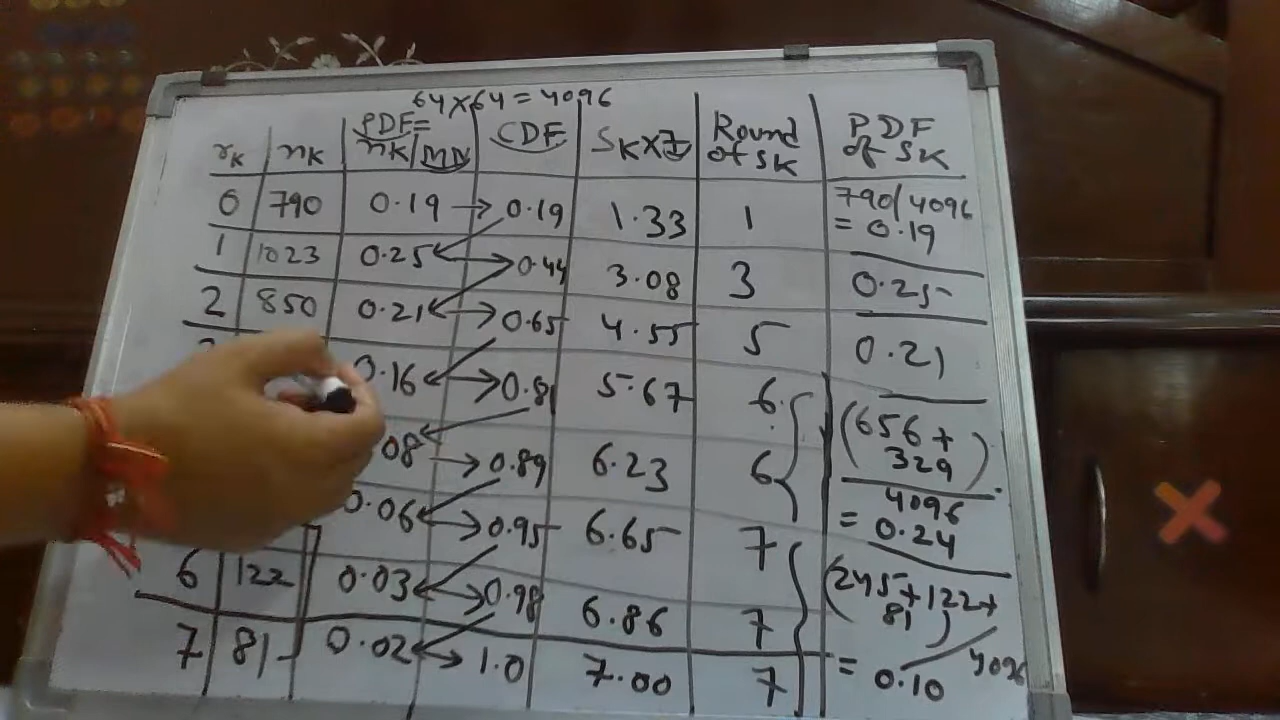 64×64=4096
rK nK PDF= nK/MN CDF SK×7 Round of SK PDF of SK
0 790 0.19 → 0.19 1.33 1 790/4096 = 0.19
1 1023 0.25 0.44 3.08 3 0.25
2 850 0.21 0.65 4.55 5 0.21
0.16 0.81 5.67 6 (656+
08 0.89 6.23 6 329)
4096
0.06 0.95 6.65 7 = 0.24
6 122 0.03 0.98 6.86 7 (245+122+
81)
4096
7 81 0.02 1.0 7.00 7 = 0.10